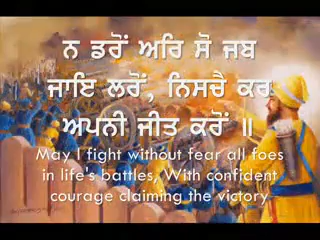 ਨ ਡਰੋਂ ਅਰਿ ਸੋ ਜਬ
ਜਾਇ ਲਰੋਂ, ਨਿਸਚੈ ਕਰ
ਅਪਨੀ ਜੀਤ ਕਰੋਂ ॥
May I fight without fear all foes
in life's battles, With confident
courage claiming the victory